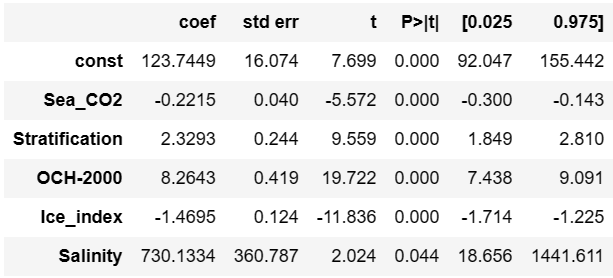 coef std err t P>|t| [0.025 0.975]
const 123.7449 16.074 7.699 0.000 92.047 155.442
Sea_CO2 -0.2215 0.040 -5.572 0.000 -0.300 -0.143
Stratification 2.3293 0.244 9.559 0.000 1.849 2.810
OCH-2000 8.2643 0.419 19.722 0.000 7.438 9.091
Ice_index -1.4695 0.124 -11.836 0.000 -1.714 -1.225
Salinity 730.1334 360.787 2.024 0.044 18.656 1441.611